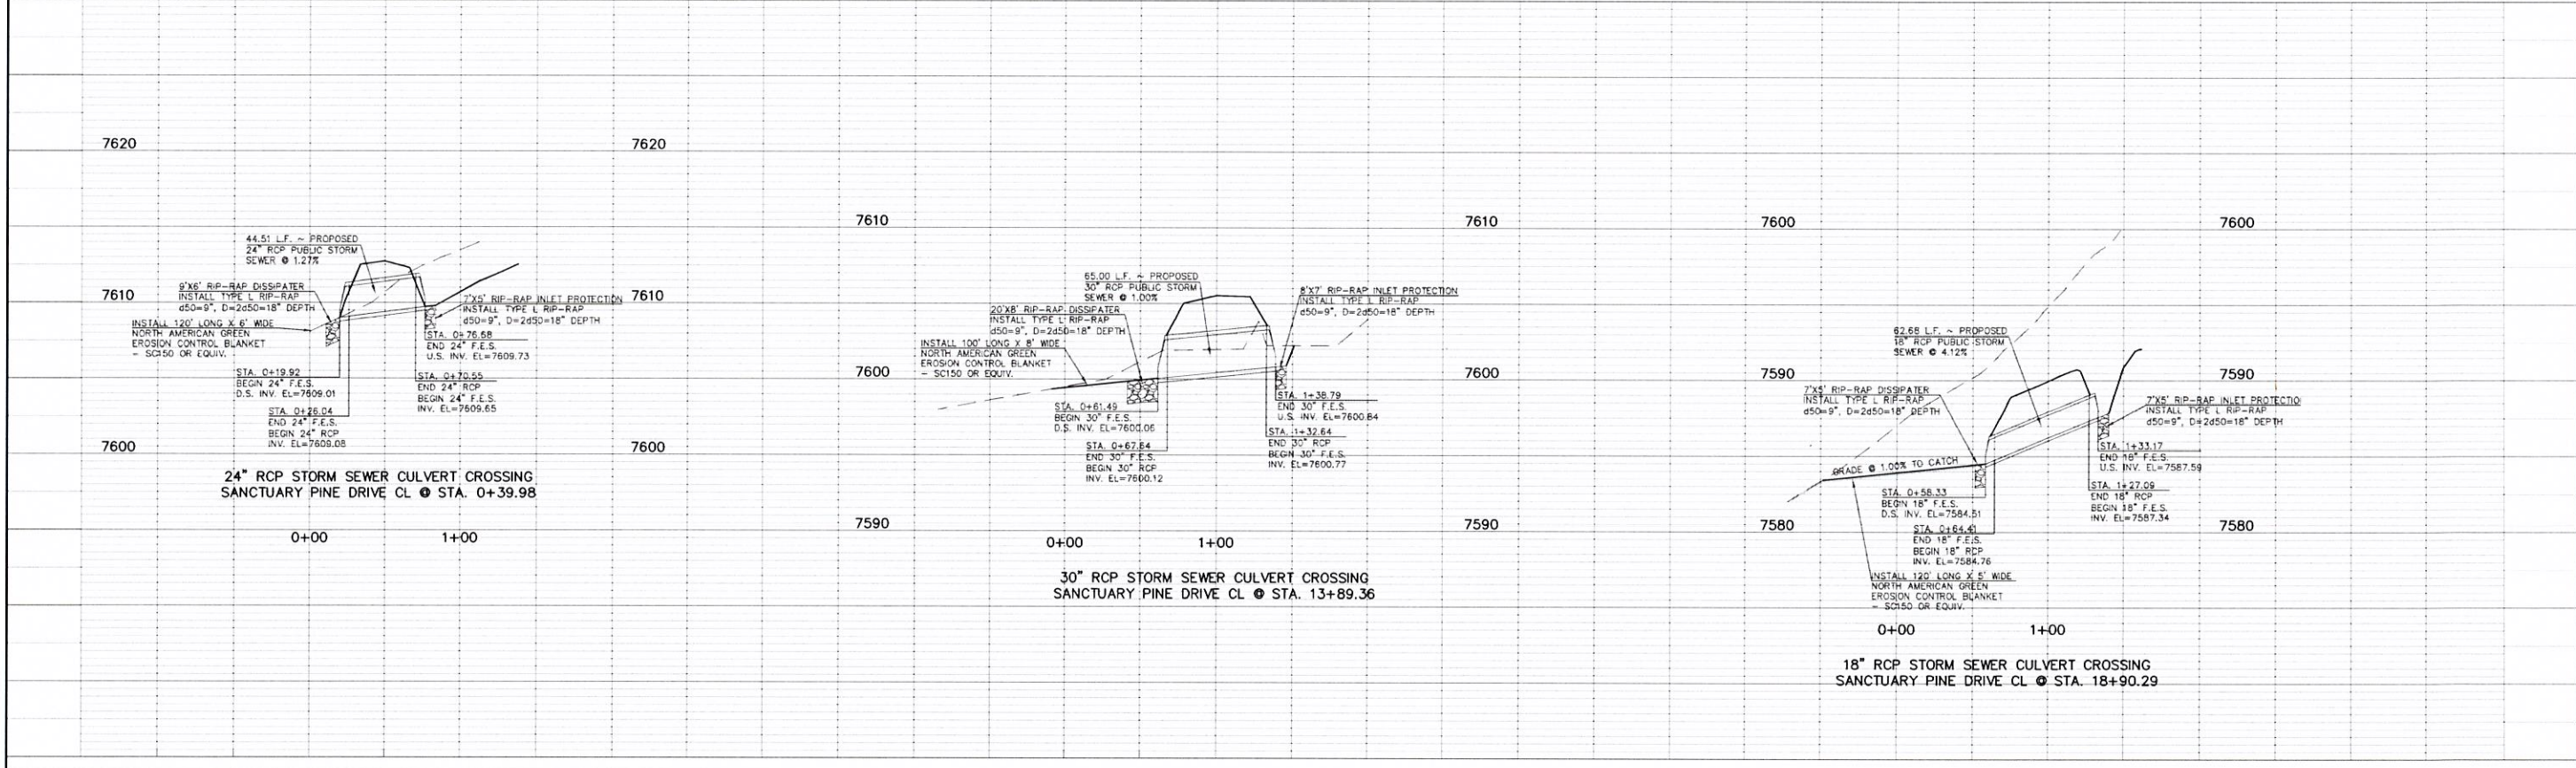 7620
7620
44.51 L.F. ~ PROPOSED
24" RCP PUBLIC STORM
SEWER @ 1.27%
9'X6' RIP-RAP DISSIPATER
INSTALL TYPE L RIP-RAP
d50=9", D=2d50=18" DEPTH
7610
7'X5' RIP-RAP INLET PROTECTION
INSTALL TYPE L RIP-RAP
d50=9", D=2d50=18" DEPTH
7610
INSTALL 120' LONG X 6' WIDE
NORTH AMERICAN GREEN
EROSION CONTROL BLANKET
- SC150 OR EQUIV.
STA. 0+76.68
END 24" F.E.S.
U.S. INV. EL=7609.73
STA. 0+19.92
BEGIN 24" F.E.S.
D.S. INV. EL=7609.01
STA. 0+70.55
END 24" RCP
BEGIN 24" F.E.S.
INV. EL=7609.65
STA. 0+26.04
END 24" F.E.S.
BEGIN 24" RCP
INV. EL=7609.08
7600
7600
24" RCP STORM SEWER CULVERT CROSSING
SANCTUARY PINE DRIVE CL @ STA. 0+39.98
0+00
1+00
7610
7610
65.00 L.F. ~ PROPOSED
30" RCP PUBLIC STORM
SEWER @ 1.00%
8'X7' RIP-RAP INLET PROTECTION
INSTALL TYPE L RIP-RAP
d50=9", D=2d50=18" DEPTH
20'X8' RIP-RAP DISSIPATER
INSTALL TYPE L RIP-RAP
d50=9", D=2d50=18" DEPTH
INSTALL 100' LONG X 8' WIDE
NORTH AMERICAN GREEN
EROSION CONTROL BLANKET
- SC150 OR EQUIV.
7600
7600
STA. 0+61.49
BEGIN 30" F.E.S.
D.S. INV. EL=7600.06
STA. 1+38.79
END 30" F.E.S.
U.S. INV. EL=7600.84
STA. 0+67.64
END 30" F.E.S.
BEGIN 30" RCP
INV. EL=7600.12
STA. 1+32.64
END 30" RCP
BEGIN 30" F.E.S.
INV. EL=7600.77
7590
7590
0+00
1+00
30" RCP STORM SEWER CULVERT CROSSING
SANCTUARY PINE DRIVE CL @ STA. 13+89.36
7600
7600
62.68 L.F. ~ PROPOSED
18" RCP PUBLIC STORM
SEWER @ 4.12%
7590
7590
7'X5' RIP-RAP DISSIPATER
INSTALL TYPE L RIP-RAP
d50=9", D=2d50=18" DEPTH
7'X5' RIP-RAP INLET PROTECTIO
INSTALL TYPE L RIP-RAP
d50=9", D=2d50=18" DEPTH
GRADE @ 1.00% TO CATCH
STA. 1+33.17
END 18" F.E.S.
U.S. INV. EL=7587.59
STA. 0+58.33
BEGIN 18" F.E.S.
D.S. INV. EL=7584.51
STA. 1+27.09
END 18" RCP
BEGIN 18" F.E.S.
INV. EL=7587.34
7580
7580
STA. 0+64.41
END 18" F.E.S.
BEGIN 18" RCP
INV. EL=7584.76
INSTALL 120' LONG X 5' WIDE
NORTH AMERICAN GREEN
EROSION CONTROL BLANKET
- SC150 OR EQUIV.
0+00
1+00
18" RCP STORM SEWER CULVERT CROSSING
SANCTUARY PINE DRIVE CL @ STA. 18+90.29